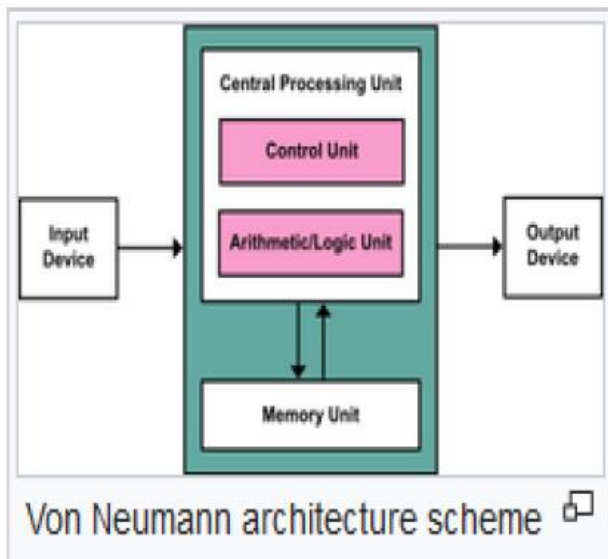 Central Processing Unit
Control Unit
Arithmetic/Logic Unit
Input
Device
Output
Device
Memory Unit
Von Neumann architecture scheme